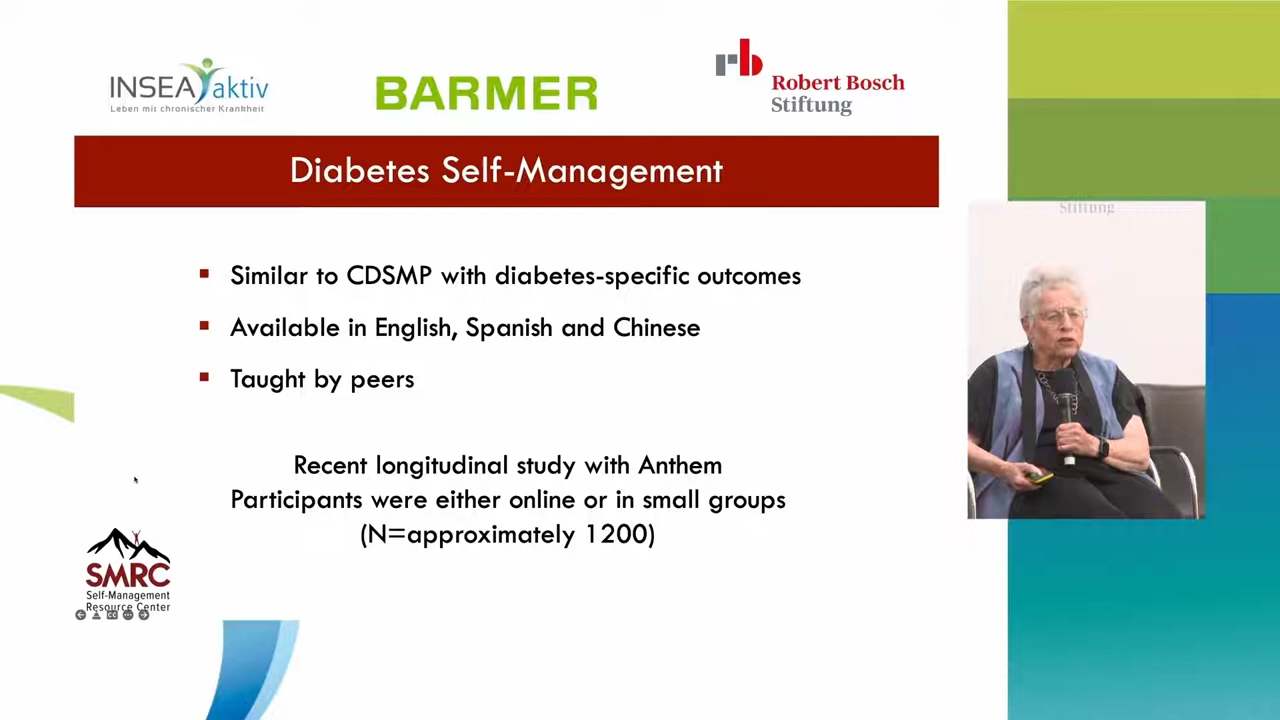 INSEA aktiv
Leben mit chronischer Krankheit
BARMER
rb
Robert Bosch
Stiftung
Diabetes Self-Management
Similar to CDSMP with diabetes-specific outcomes
Available in English, Spanish and Chinese
Taught by peers
Recent longitudinal study with Anthem
Participants were either online or in small groups
(N=approximately 1200)
SMRC
Self-Management
Resource Center
CC
Stiftung